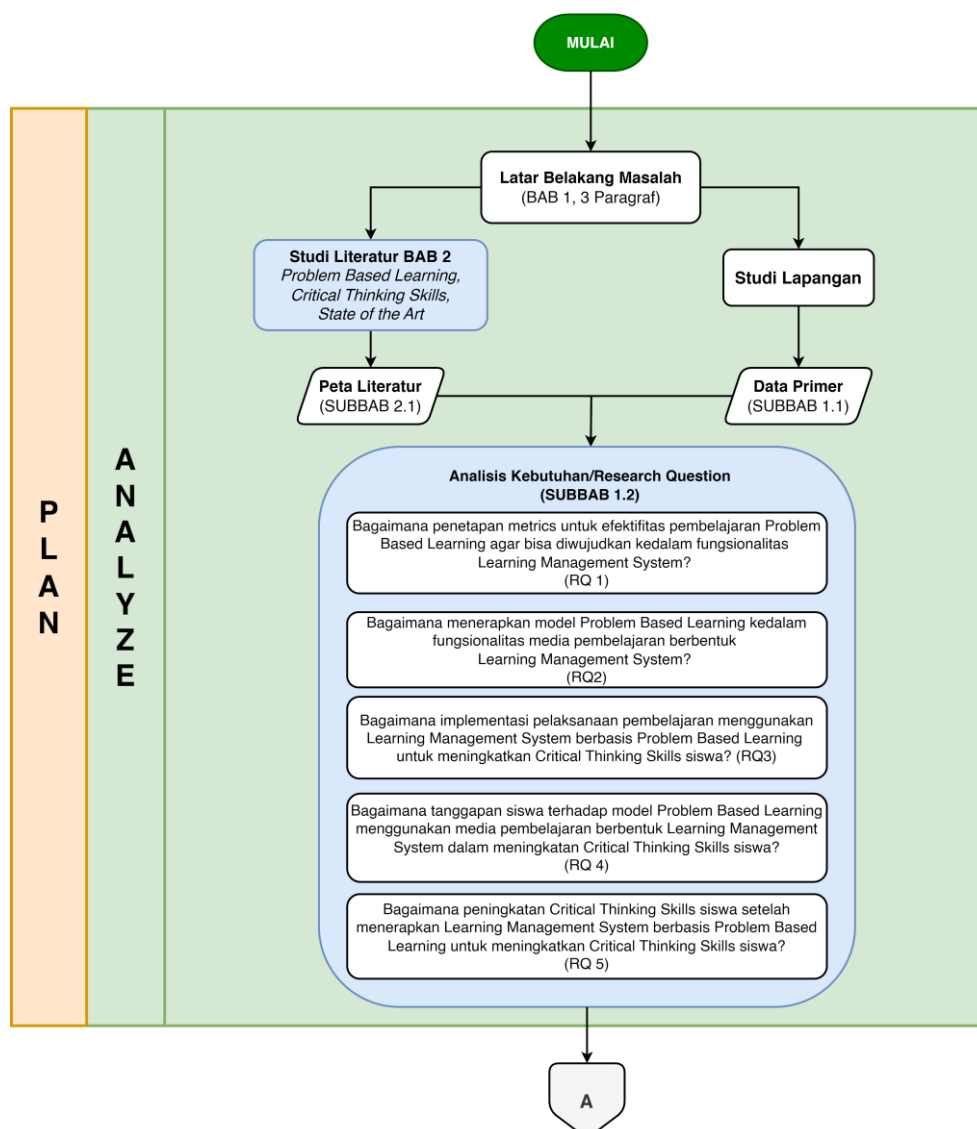 MULAI
Latar Belakang Masalah
(BAB 1, 3 Paragraf)
Studi Literatur BAB 2
Problem Based Learning,
Critical Thinking Skills,
State of the Art
Studi Lapangan
Peta Literatur
(SUBBAB 2.1)
Data Primer
(SUBBAB 1.1)
PLAN
ANALYZE
Analisis Kebutuhan/Research Question
(SUBBAB 1.2)
Bagaimana penetapan metrics untuk efektifitas pembelajaran Problem
Based Learning agar bisa diwujudkan kedalam fungsionalitas
Learning Management System?
(RQ 1)
Bagaimana menerapkan model Problem Based Learning kedalam
fungsionalitas media pembelajaran berbentuk
Learning Management System?
(RQ2)
Bagaimana implementasi pelaksanaan pembelajaran menggunakan
Learning Management System berbasis Problem Based Learning
untuk meningkatkan Critical Thinking Skills siswa? (RQ3)
Bagaimana tanggapan siswa terhadap model Problem Based Learning
menggunakan media pembelajaran berbentuk Learning Management
System dalam meningkatan Critical Thinking Skills siswa?
(RQ 4)
Bagaimana peningkatan Critical Thinking Skills siswa setelah
menerapkan Learning Management System berbasis Problem Based
Learning untuk meningkatkan Critical Thinking Skills siswa?
(RQ 5)
A